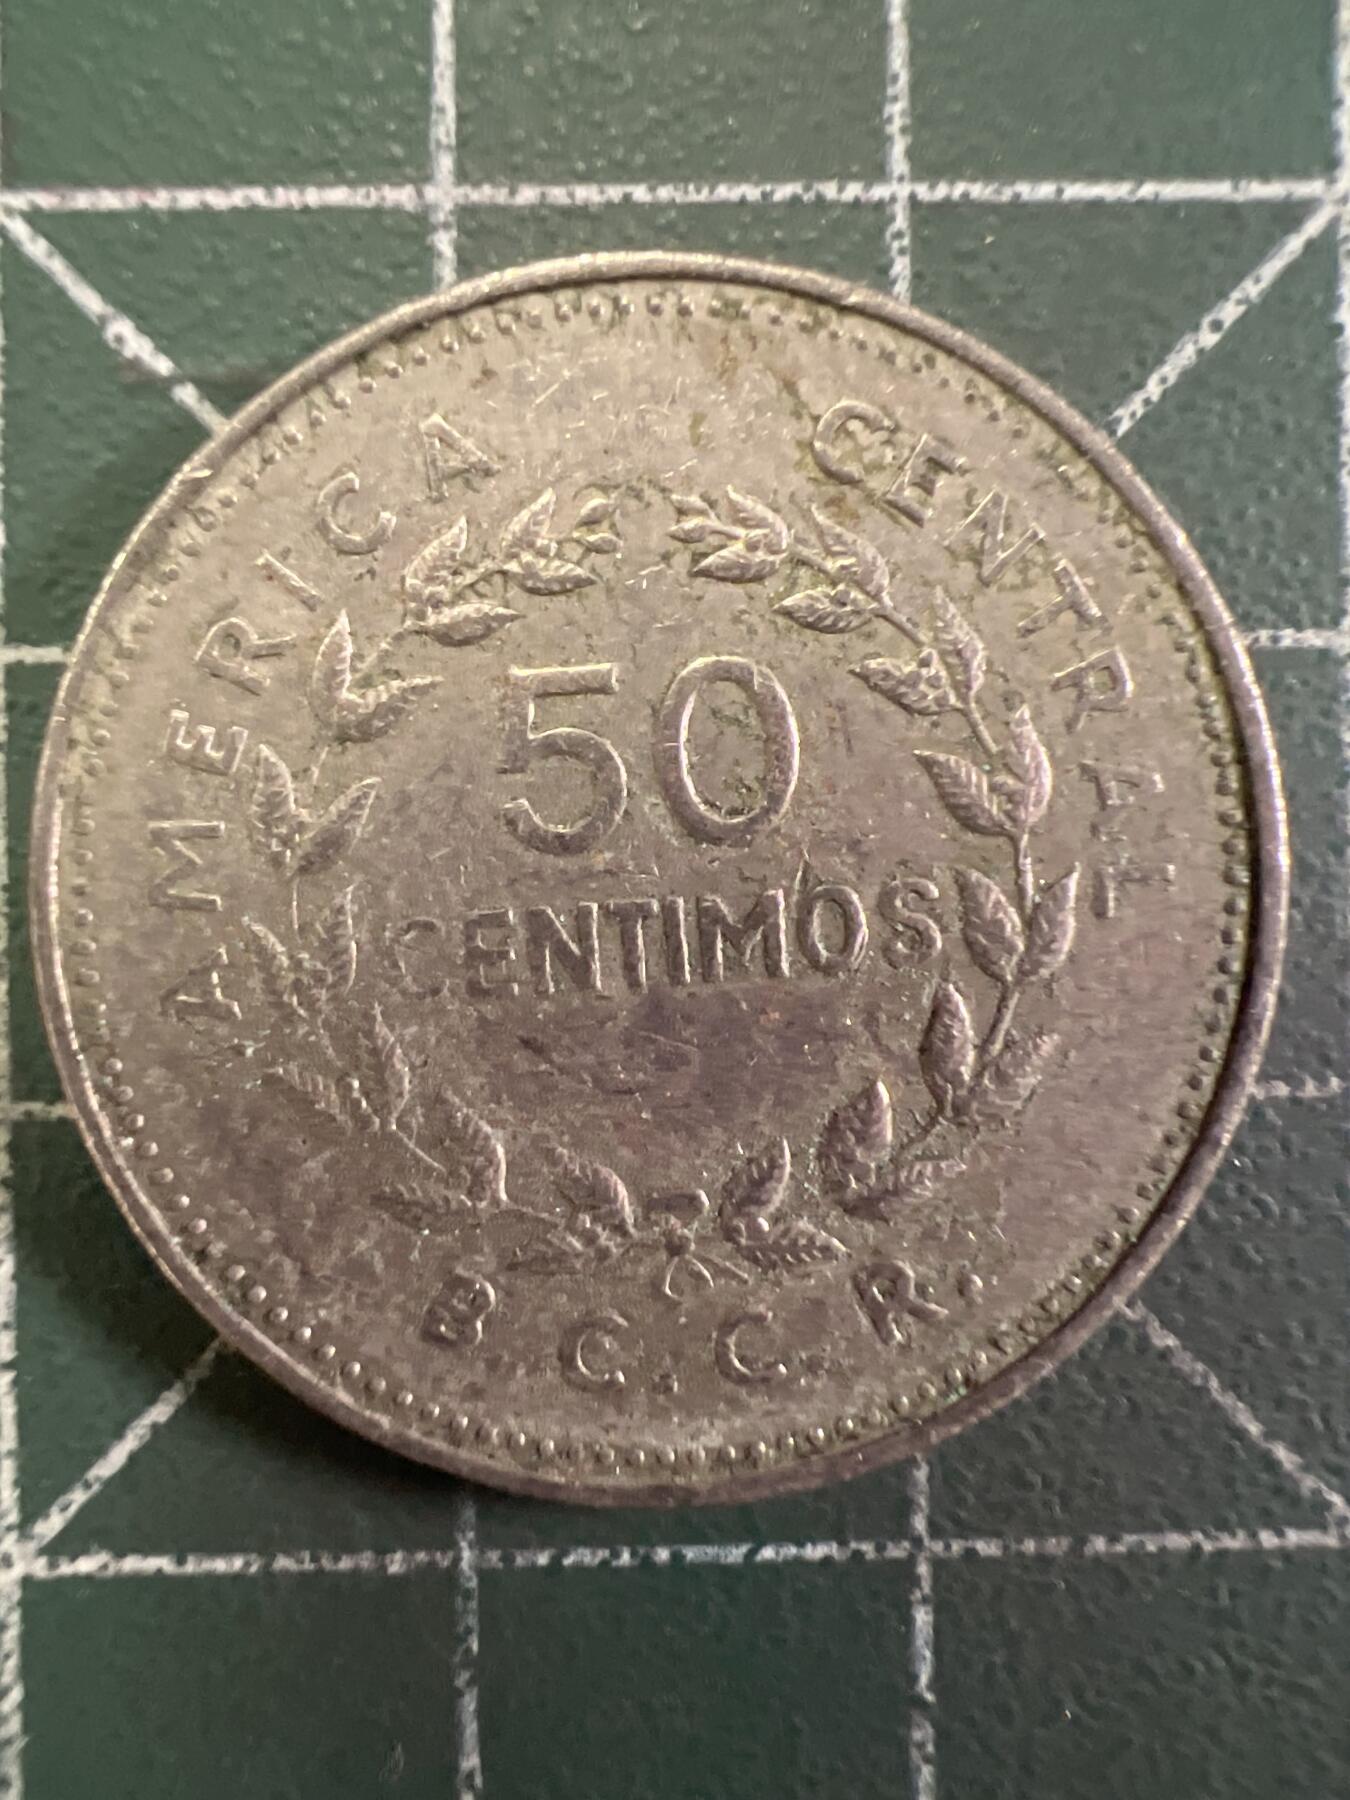 AMERICA CENTRAL
50
CENTIMOS
B. C. C. R.